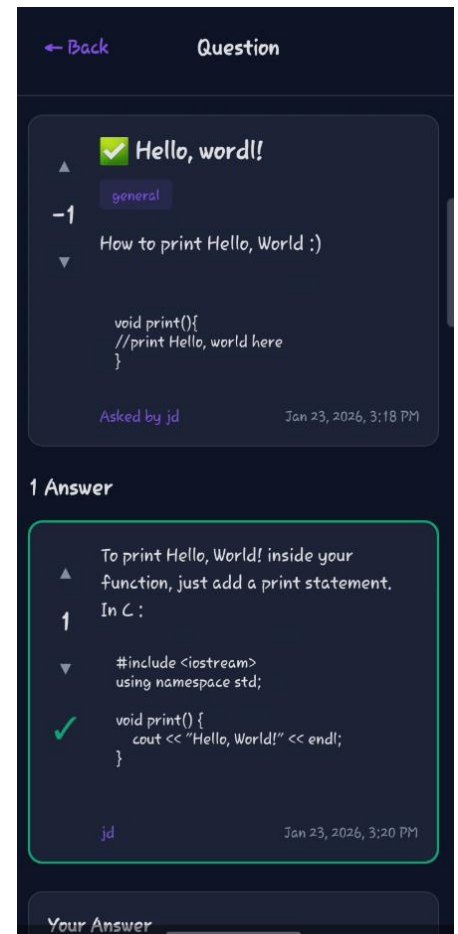 ← Back
Question
▲
✅ Hello, wordl!
general
-1
How to print Hello, World :)
▼
void print(){
//print Hello, world here
}
Asked by jd
Jan 23, 2026, 3:18 PM
1 Answer
To print Hello, World! inside your
▲
function, just add a print statement.
In C :
1
▼
#include <iostream>
using namespace std;
✓
void print() {
cout << "Hello, World!" << endl;
}
jd
Jan 23, 2026, 3:20 PM
Your Answer